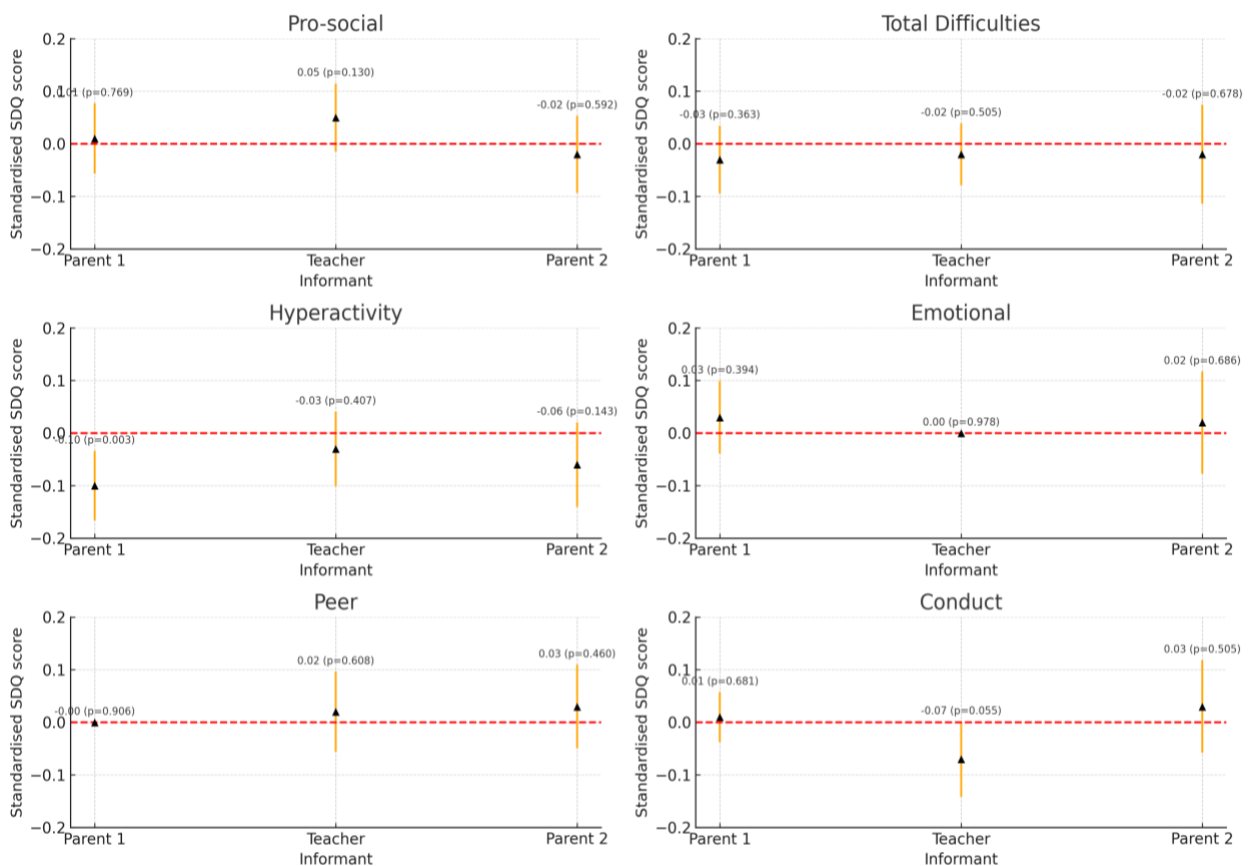 Pro-social
Standardised SDQ score
0.2
0.1
0.0
−0.1
−0.2
0.01 (p=0.769)
0.05 (p=0.130)
-0.02 (p=0.592)
Parent 1
Teacher
Parent 2
Informant
Total Difficulties
Standardised SDQ score
0.2
0.1
0.0
−0.1
−0.2
-0.03 (p=0.363)
-0.02 (p=0.505)
-0.02 (p=0.678)
Parent 1
Teacher
Parent 2
Informant
Hyperactivity
Standardised SDQ score
0.2
0.1
0.0
−0.1
−0.2
-0.10 (p=0.003)
-0.03 (p=0.407)
-0.06 (p=0.143)
Parent 1
Teacher
Parent 2
Informant
Emotional
Standardised SDQ score
0.2
0.1
0.0
−0.1
−0.2
0.03 (p=0.394)
0.00 (p=0.978)
0.02 (p=0.686)
Parent 1
Teacher
Parent 2
Informant
Peer
Standardised SDQ score
0.2
0.1
0.0
−0.1
−0.2
-0.00 (p=0.906)
0.02 (p=0.608)
0.03 (p=0.460)
Parent 1
Teacher
Parent 2
Informant
Conduct
Standardised SDQ score
0.2
0.1
0.0
−0.1
−0.2
0.01 (p=0.681)
-0.07 (p=0.055)
0.03 (p=0.505)
Parent 1
Teacher
Parent 2
Informant